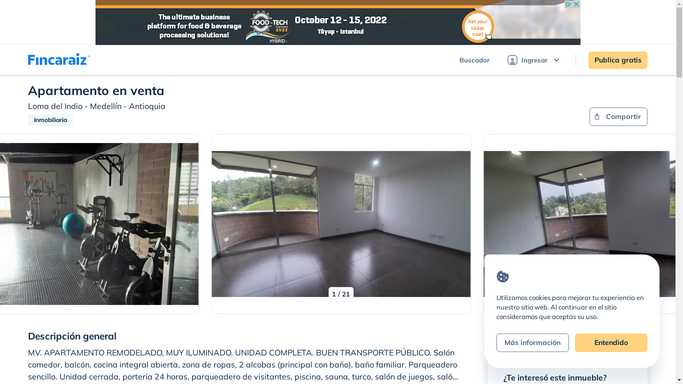 The ultimate business
platform for food & beverage
processing solutions!
FOOD-TECH
HYBRID
October 12 - 15, 2022
Tüyap - Istanbul
Get your
ticket
now!
Fincaraíz
Buscador
Ingresar
Publica gratis
Apartamento en venta
Loma del Indio - Medellín - Antioquia
Inmobiliaria
Compartir
1 / 21
Utilizamos cookies para mejorar tu experiencia en
nuestro sitio web. Al continuar en el sitio
consideramos que aceptas su uso.
Más información
Entendido
Descripción general
MV. APARTAMENTO REMODELADO, MUY ILUMINADO. UNIDAD COMPLETA. BUEN TRANSPORTE PÚBLICO. Salón
comedor, balcón, cocina integral abierta, zona de ropas, 2 alcobas (principal con baño), baño familiar. Parqueadero
sencillo. Unidad cerrada, portería 24 horas, parqueadero de visitantes, piscina, sauna, turco, salón de juegos, saló...
¿Te interesó este inmueble?